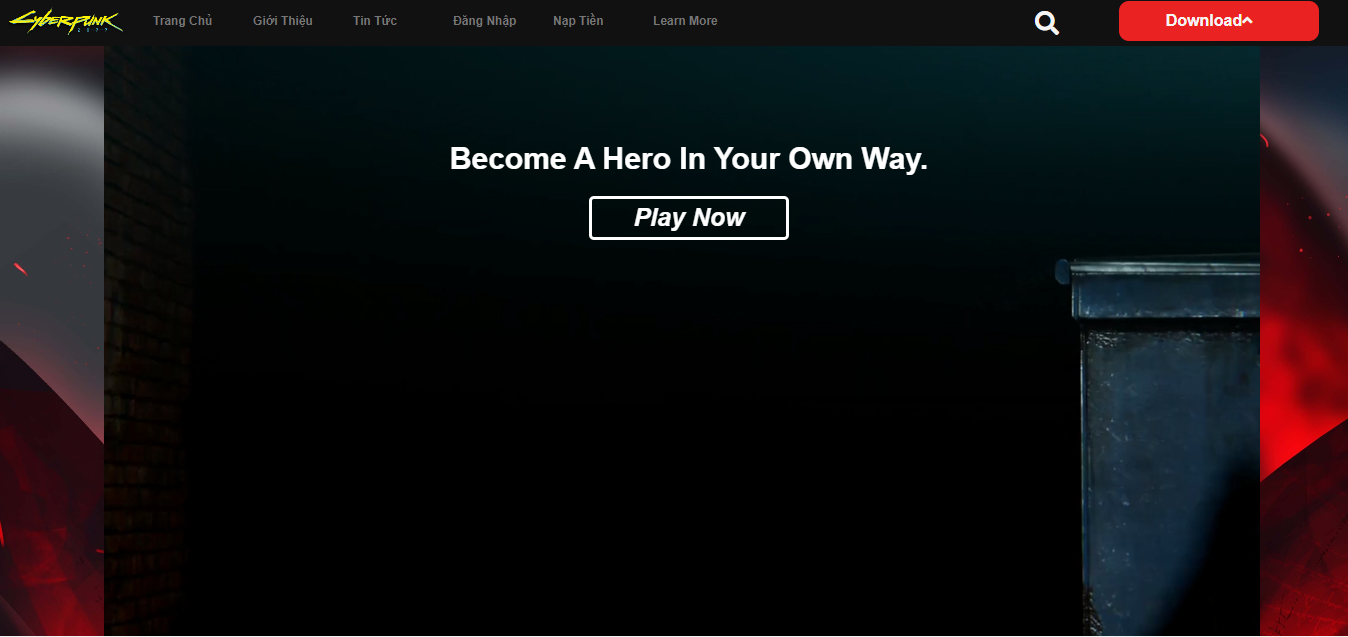 Cyberpunk
2077
Trang Chủ Giới Thiệu Tin Tức Đăng Nhập Nạp Tiền Learn More Download
Become A Hero In Your Own Way.
Play Now